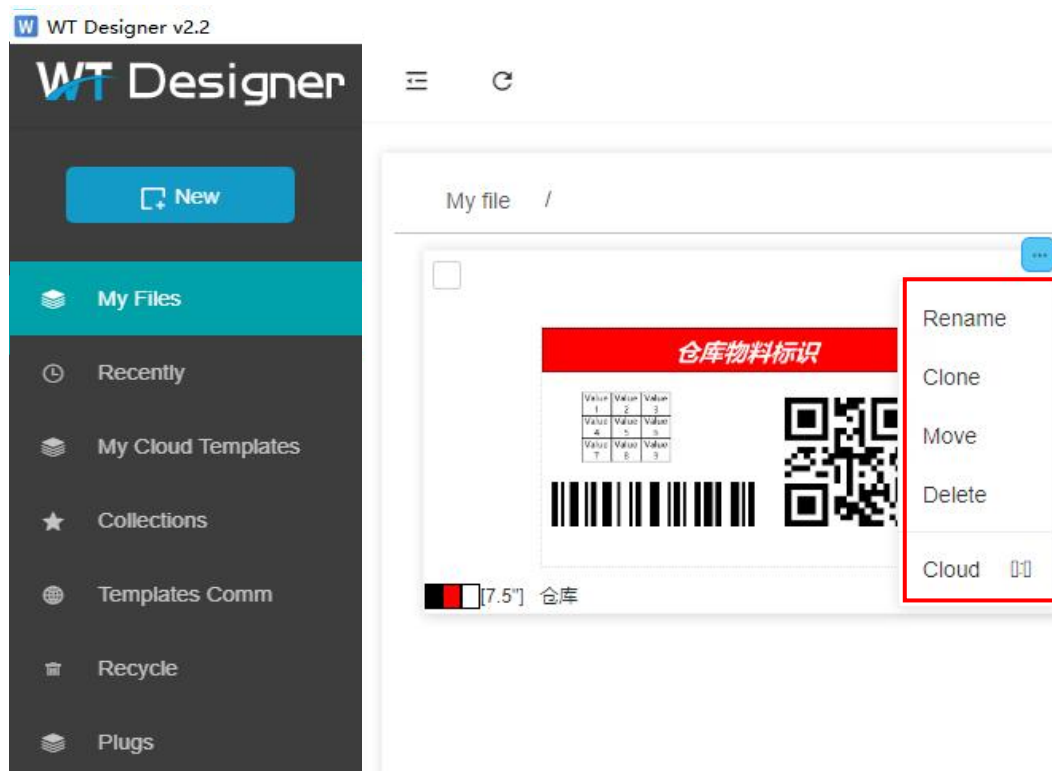 WT Designer v2.2
WT Designer
New
My Files
Recently
My Cloud Templates
Collections
Templates Comm
Recycle
Plugs
My file /
仓库物料标识
Value 1 Value 2 Value 3
Value 4 Value 5 Value 6
Value 7 Value 8 Value 9
[7.5"] 仓库
Rename
Clone
Move
Delete
Cloud